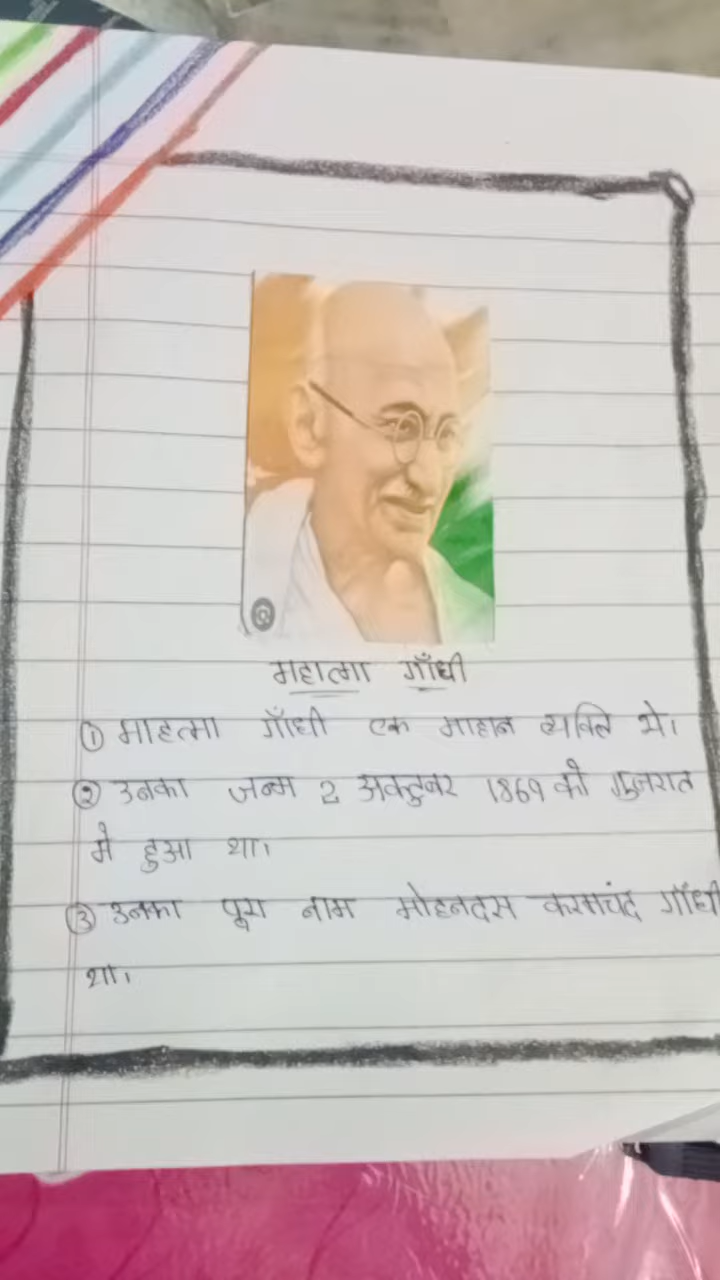 महात्मा गाँधी
① माहत्मा गाँधी एक माहान व्यक्ति थे।
② उनका जन्म 2 अक्टुबर 1869 को गुजरात
मे हुआ था।
③ उनका पूरा नाम मोहनदस करमचंद गाँधी
था।